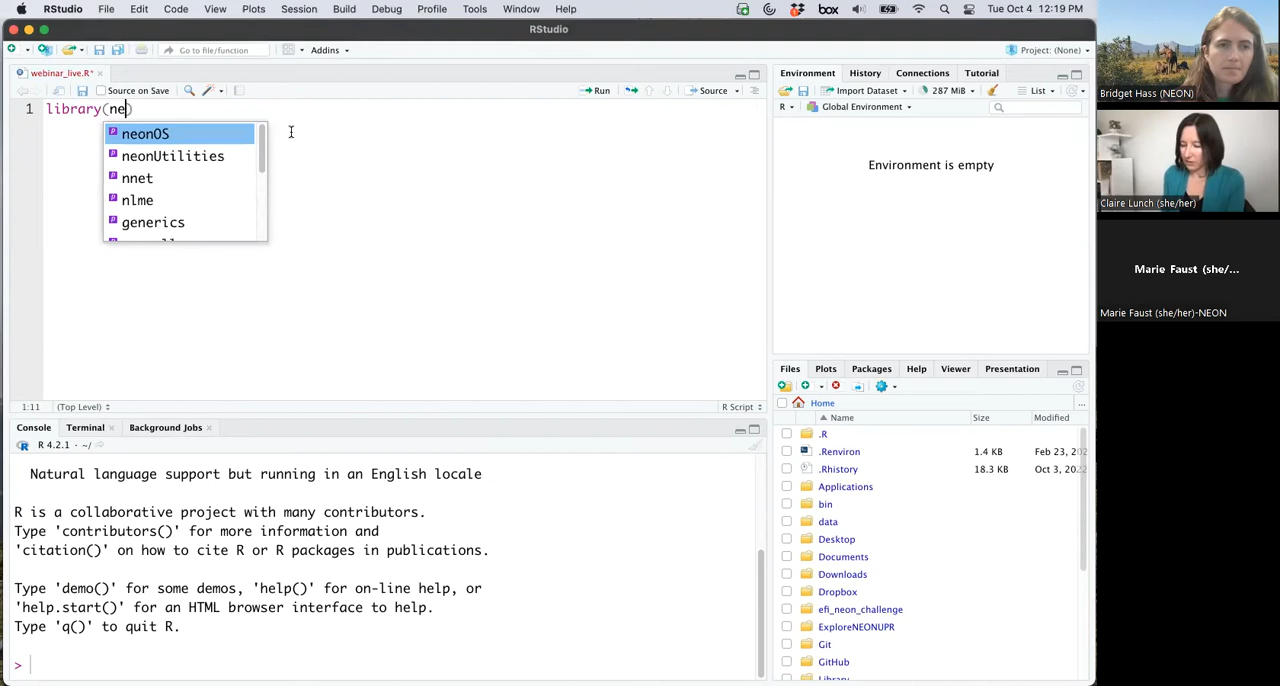 RStudio File Edit Code View Plots Session Build Debug Profile Tools Window Help box Tue Oct 4 12:19 PM
RStudio
Go to file/function Addins Project: (None)
webinar_live.R*
Source on Save Run Source
1 library(ne)
neonOS
neonUtilities
nnet
nlme
generics
1:11 (Top Level) R Script
Console Terminal Background Jobs
R 4.2.1 · ~/
Natural language support but running in an English locale
R is a collaborative project with many contributors.
Type 'contributors()' for more information and
'citation()' on how to cite R or R packages in publications.
Type 'demo()' for some demos, 'help()' for on-line help, or
'help.start()' for an HTML browser interface to help.
Type 'q()' to quit R.
>
Environment History Connections Tutorial
Import Dataset 287 MiB List
R Global Environment
Environment is empty
Files Plots Packages Help Viewer Presentation
Home
Name Size Modified
.R
.Renviron 1.4 KB Feb 23, 202
.Rhistory 18.3 KB Oct 3, 2022
Applications
bin
data
Desktop
Documents
Downloads
Dropbox
efi_neon_challenge
ExploreNEONUPR
Git
GitHub
Library
Bridget Hass (NEON)
Claire Lunch (she/her)
Marie Faust (she/...
Marie Faust (she/her)-NEON